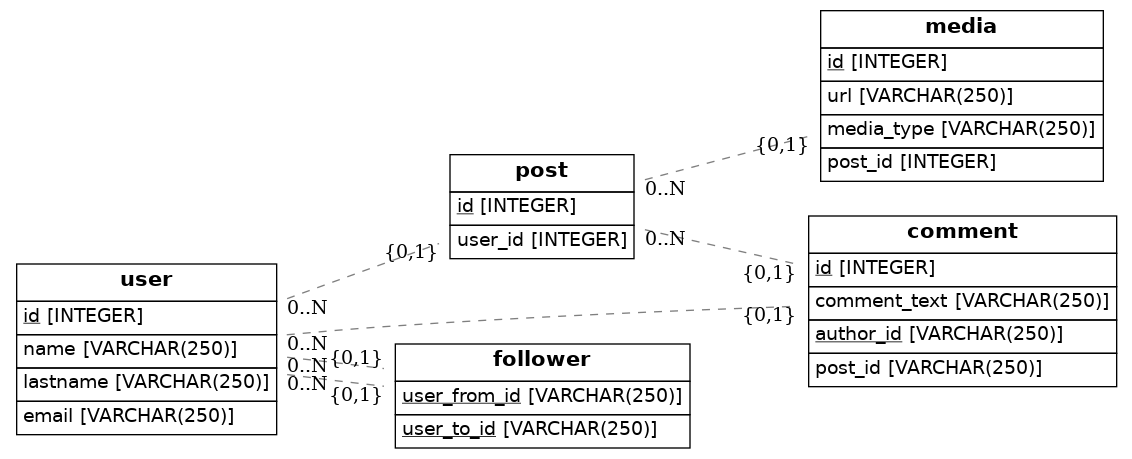 media
id [INTEGER]
url [VARCHAR(250)]
media_type [VARCHAR(250)]
post_id [INTEGER]
{0,1}
0..N
post
id [INTEGER]
user_id [INTEGER]
0..N
{0,1}
comment
id [INTEGER]
comment_text [VARCHAR(250)]
author_id [VARCHAR(250)]
post_id [VARCHAR(250)]
{0,1}
0..N
{0,1}
user
id [INTEGER]
name [VARCHAR(250)]
lastname [VARCHAR(250)]
email [VARCHAR(250)]
0..N
0..N
0..N
{0,1}
{0,1}
follower
user_from_id [VARCHAR(250)]
user_to_id [VARCHAR(250)]